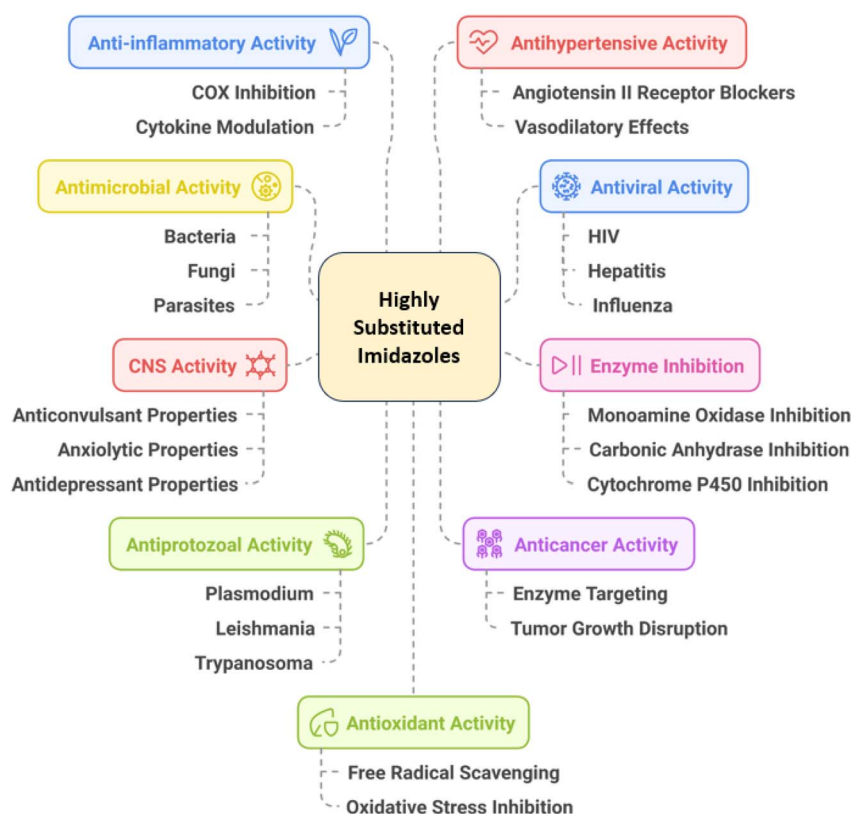 Anti-inflammatory Activity
COX Inhibition
Cytokine Modulation
Antihypertensive Activity
Angiotensin II Receptor Blockers
Vasodilatory Effects
Antimicrobial Activity
Bacteria
Fungi
Parasites
Antiviral Activity
HIV
Hepatitis
Influenza
Highly
Substituted
Imidazoles
CNS Activity
Anticonvulsant Properties
Anxiolytic Properties
Antidepressant Properties
Enzyme Inhibition
Monoamine Oxidase Inhibition
Carbonic Anhydrase Inhibition
Cytochrome P450 Inhibition
Antiprotozoal Activity
Plasmodium
Leishmania
Trypanosoma
Anticancer Activity
Enzyme Targeting
Tumor Growth Disruption
Antioxidant Activity
Free Radical Scavenging
Oxidative Stress Inhibition